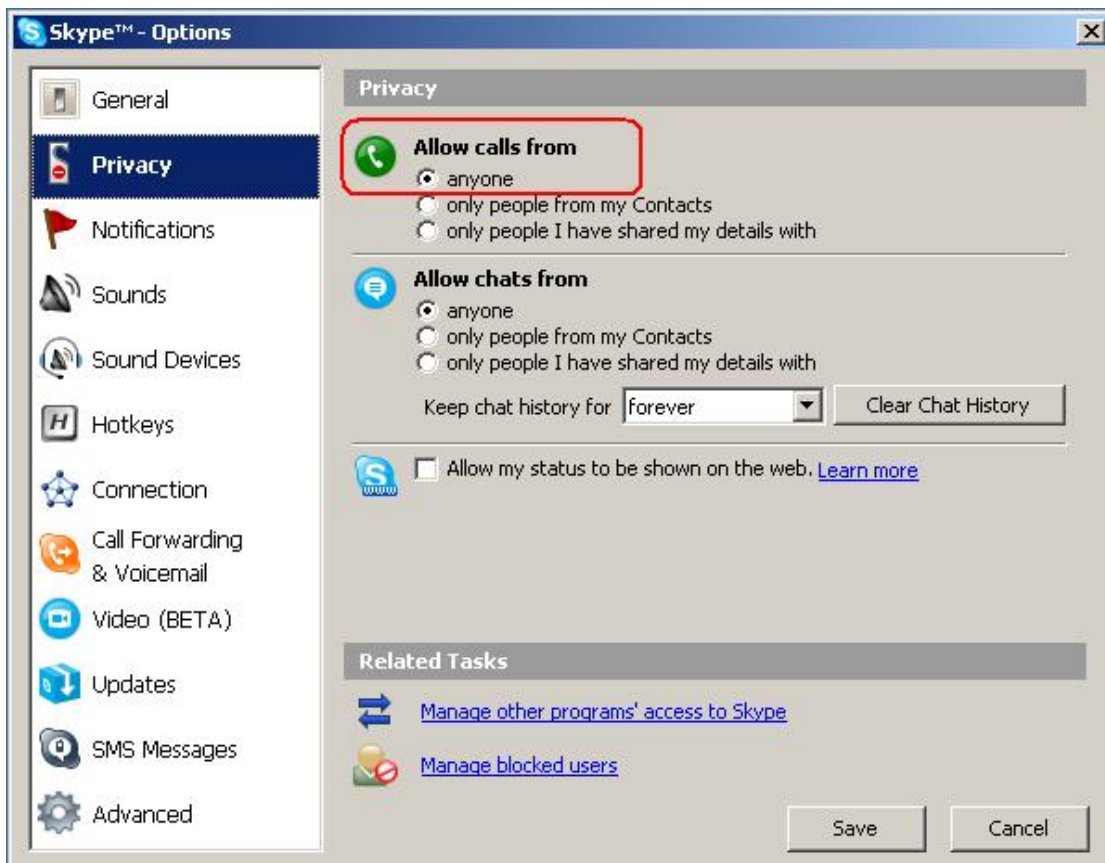 Skype™ - Options
General
Privacy
Notifications
Sounds
Sound Devices
Hotkeys
Connection
Call Forwarding
& Voicemail
Video (BETA)
Updates
SMS Messages
Advanced
Privacy
Allow calls from
anyone
only people from my Contacts
only people I have shared my details with
Allow chats from
anyone
only people from my Contacts
only people I have shared my details with
Keep chat history for forever Clear Chat History
Allow my status to be shown on the web. Learn more
Related Tasks
Manage other programs' access to Skype
Manage blocked users
Save Cancel